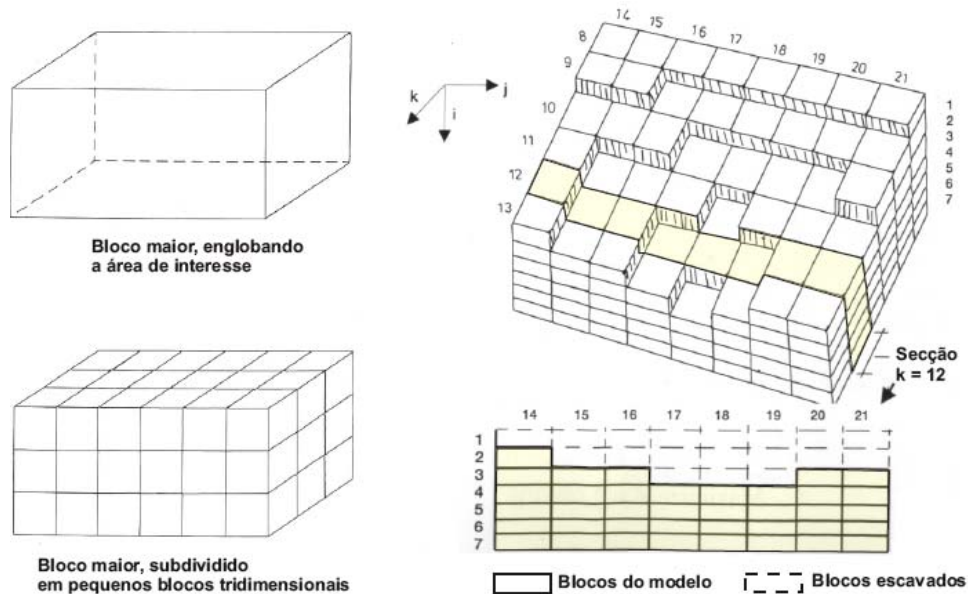 Bloco maior, englobando
a área de interesse
Bloco maior, subdividido
em pequenos blocos tridimensionais
k
j
i
14
15
16
17
18
19
20
21
8
9
10
11
12
13
1
2
3
4
5
6
7
Secção
k = 12
14 15 16 17 18 19 20 21
1
2
3
4
5
6
7
Blocos do modelo
Blocos escavados